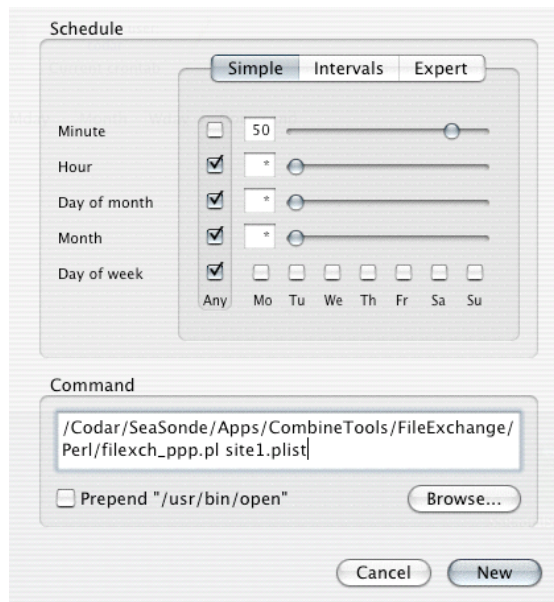 Schedule
Simple Intervals Expert
Minute 50
Hour *
Day of month *
Month *
Day of week
Any Mo Tu We Th Fr Sa Su
Command
/Codar/SeaSonde/Apps/CombineTools/FileExchange/
Perl/filexch_ppp.pl site1.plist
Prepend "/usr/bin/open" Browse...
Cancel New